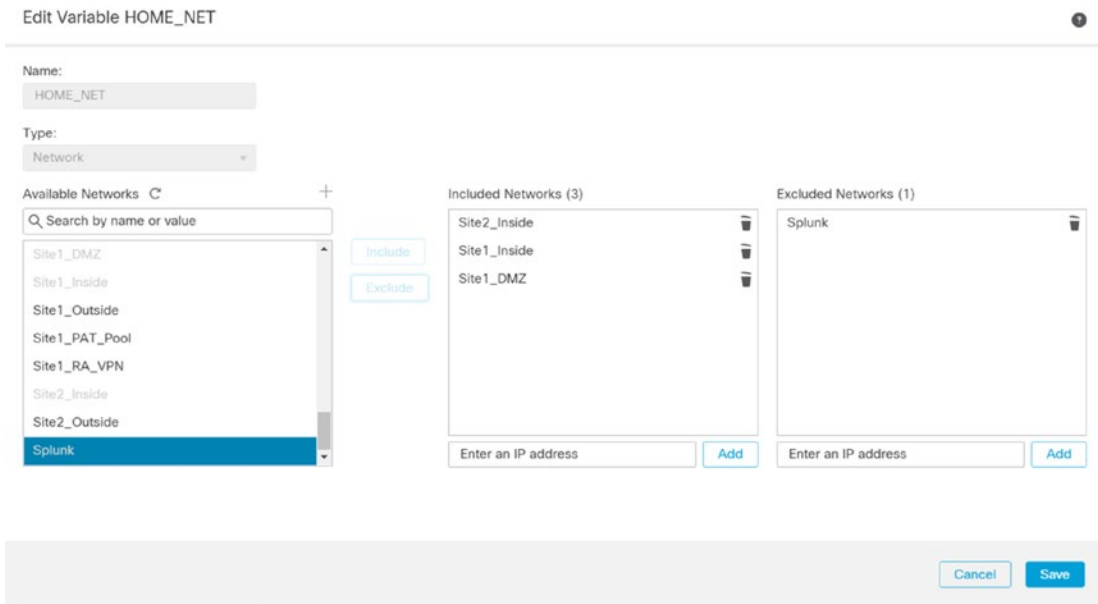 Edit Variable HOME_NET
?
Name:
HOME_NET
Type:
Network
Available Networks
+
Search by name or value
Site1_DMZ
Site1_Inside
Site1_Outside
Site1_PAT_Pool
Site1_RA_VPN
Site2_Inside
Site2_Outside
Splunk
Include
Exclude
Included Networks (3)
Site2_Inside
Site1_Inside
Site1_DMZ
Enter an IP address
Add
Excluded Networks (1)
Splunk
Enter an IP address
Add
Cancel
Save